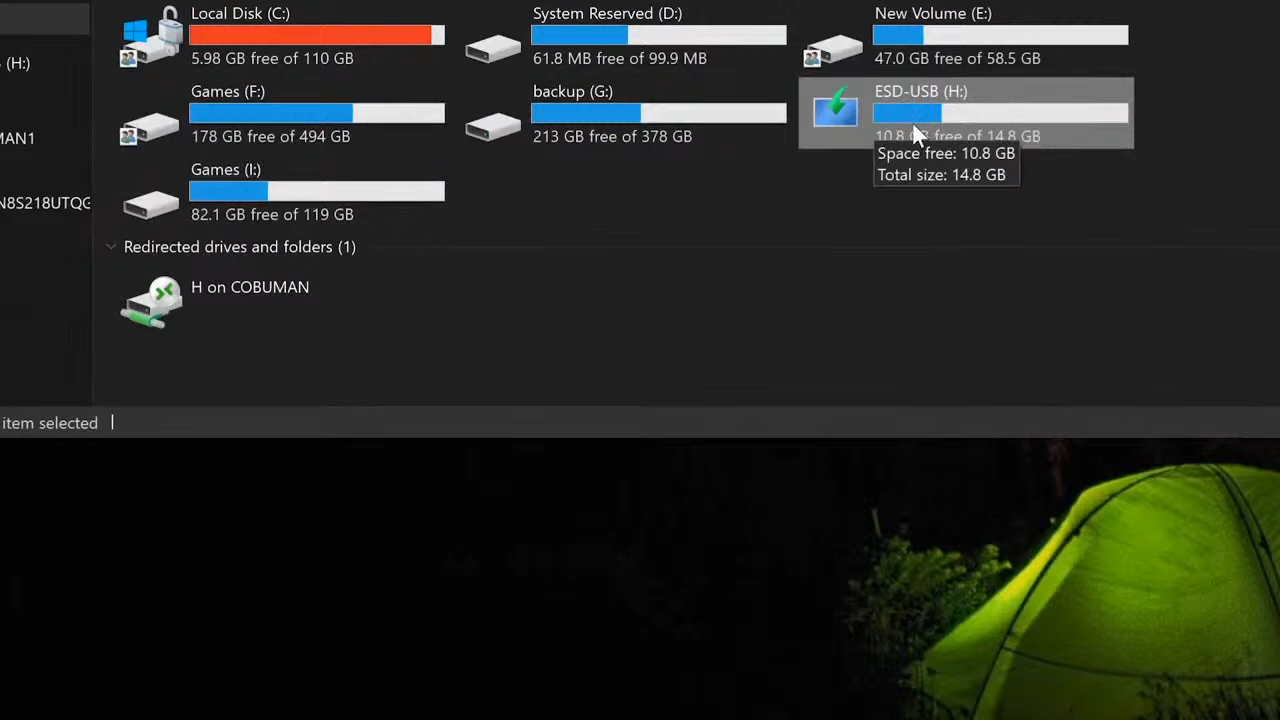 Local Disk (C:)
5.98 GB free of 110 GB
System Reserved (D:)
61.8 MB free of 99.9 MB
New Volume (E:)
47.0 GB free of 58.5 GB
(H:)
Games (F:)
178 GB free of 494 GB
backup (G:)
213 GB free of 378 GB
ESD-USB (H:)
10.8 GB free of 14.8 GB
Space free: 10.8 GB
Total size: 14.8 GB
MAN1
Games (I:)
82.1 GB free of 119 GB
N8S218UTQG
Redirected drives and folders (1)
H on COBUMAN
item selected